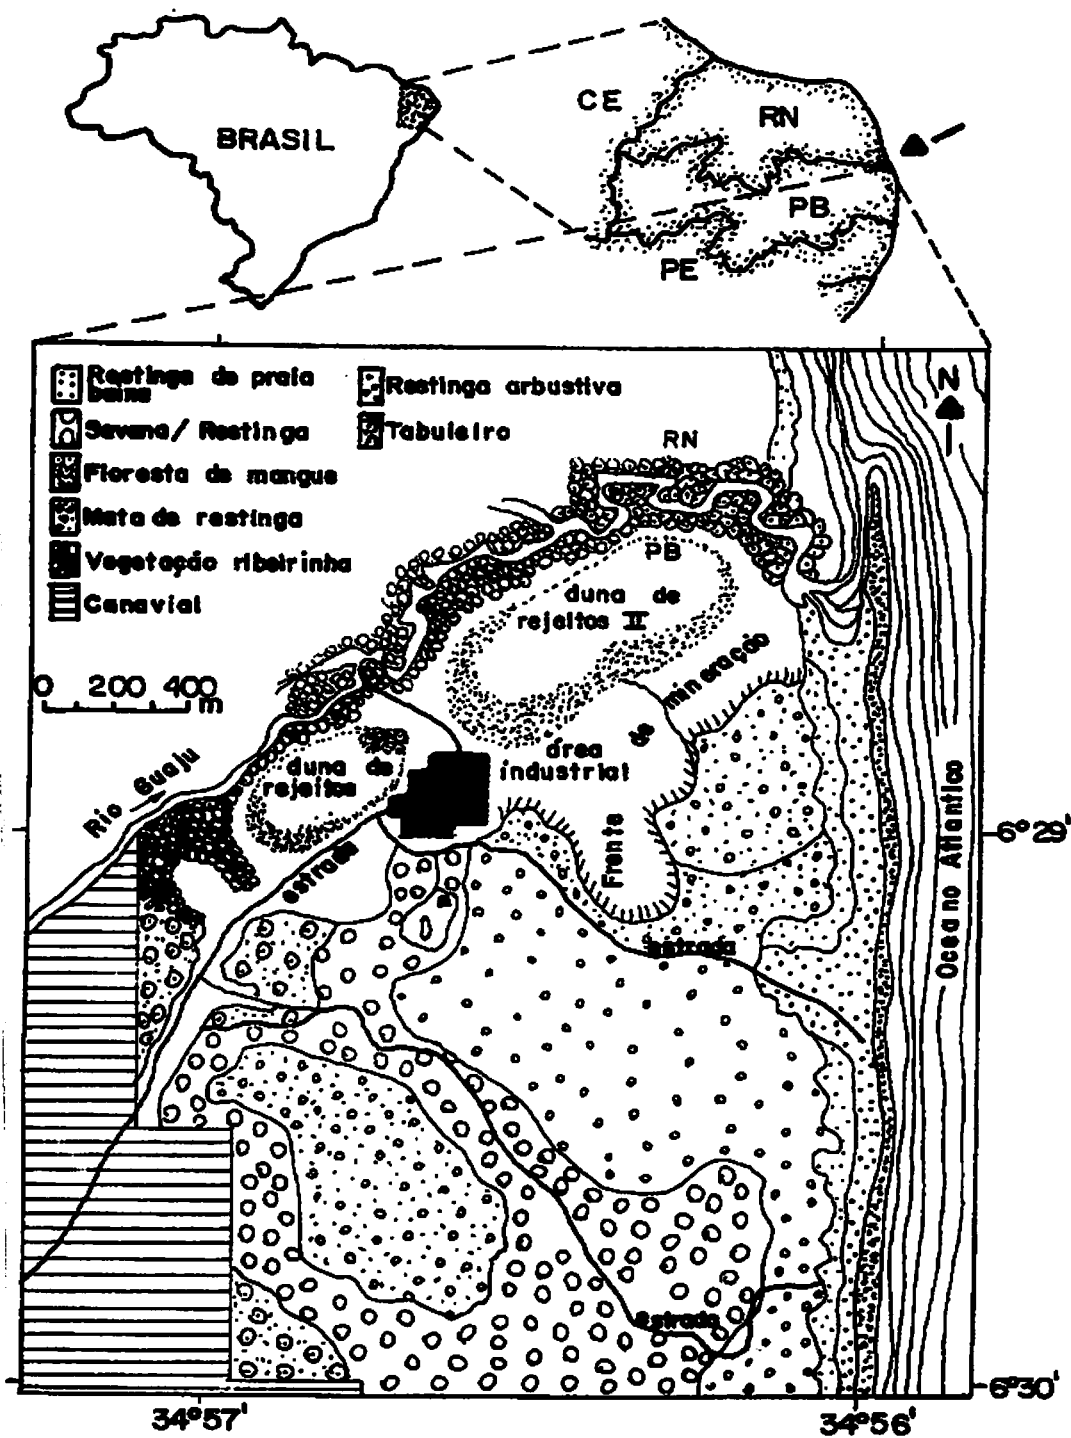 BRASIL
CE
RN
PB
PE
Restinga de praia
baixa
Savana/ Restinga
Floresta de mangue
Mata de restinga
Vegetação ribeirinha
Canavial
Restinga arbustiva
Tabuleiro
N
RN
PB
duna de
rejeitos II
0 200 400
m
Frente de mineração
área
industrial
duna de
rejeitos
Rio Guaju
estrada
estrada
estrada
Oceano Atlântico
6°29'
6°30'
34°57'
34°56'